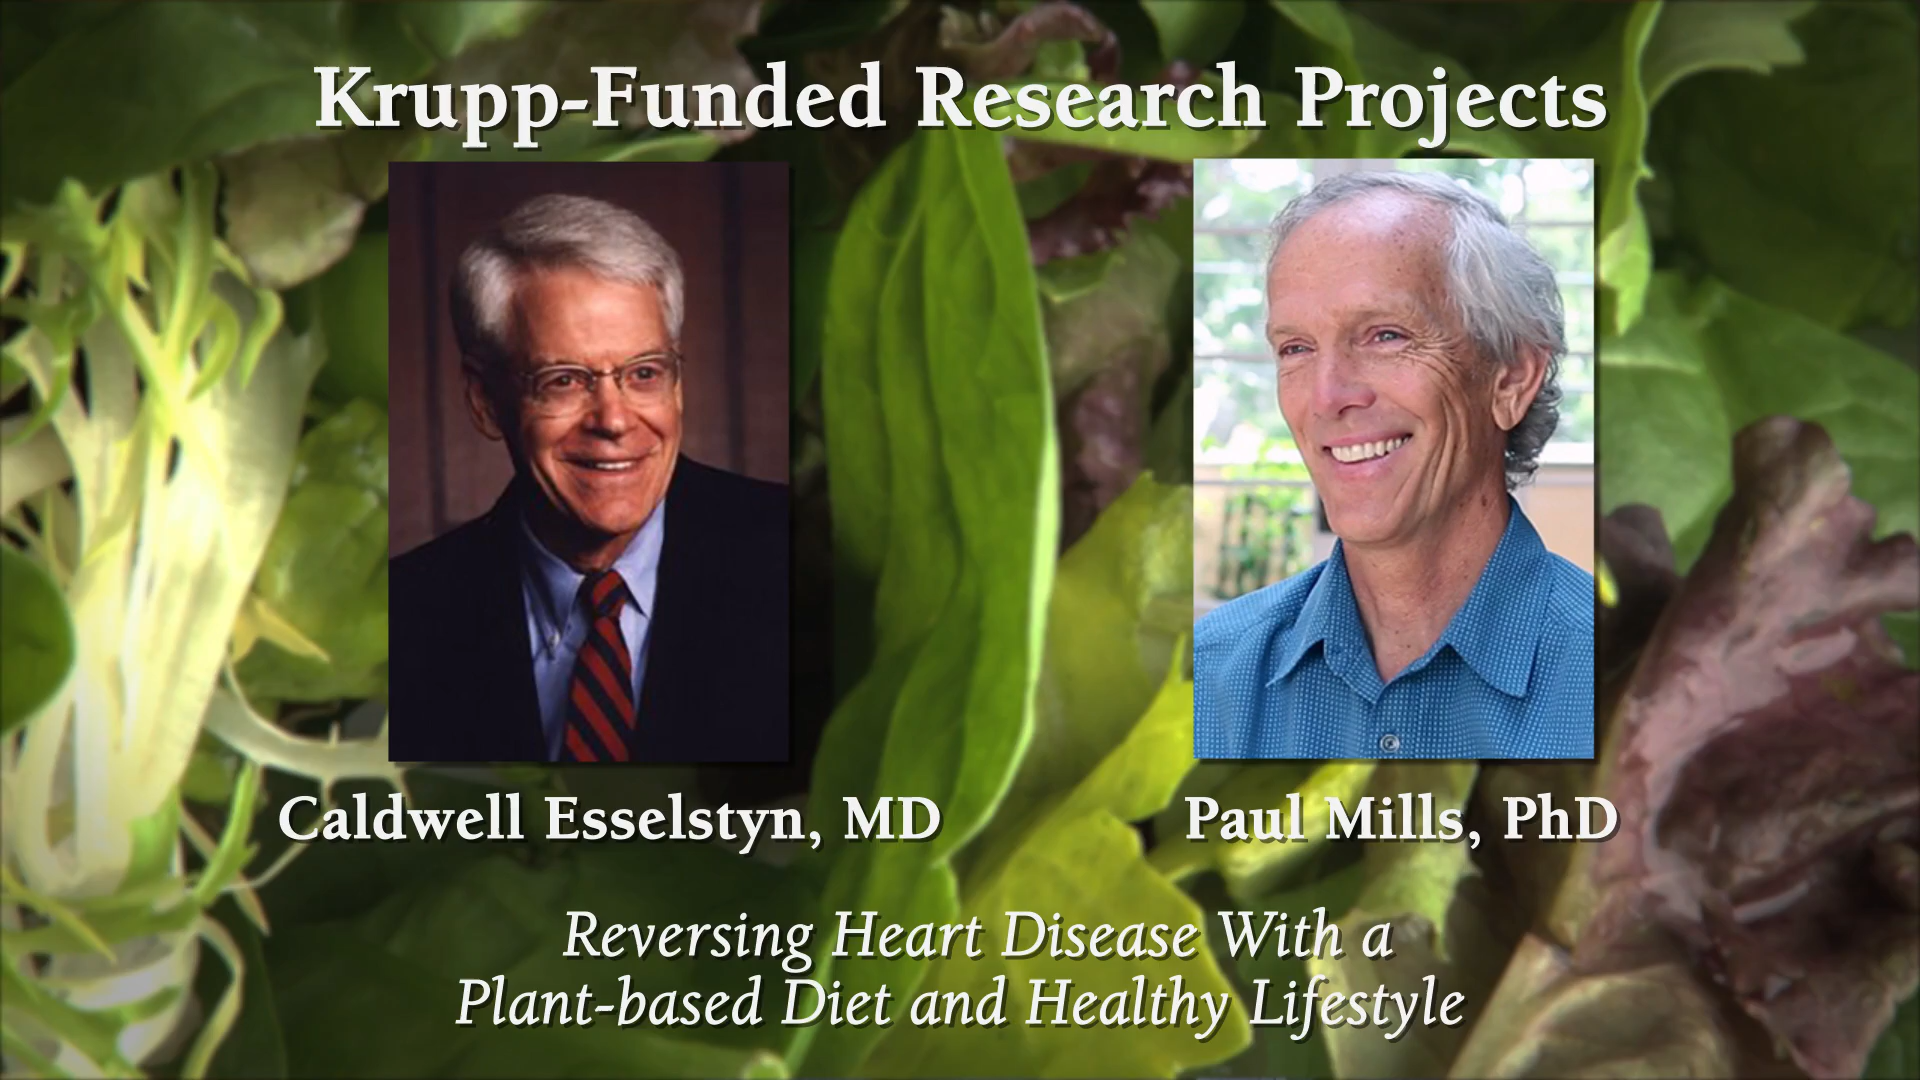 Krupp-Funded Research Projects
Caldwell Esselstyn, MD
Paul Mills, PhD
Reversing Heart Disease With a
Plant-based Diet and Healthy Lifestyle